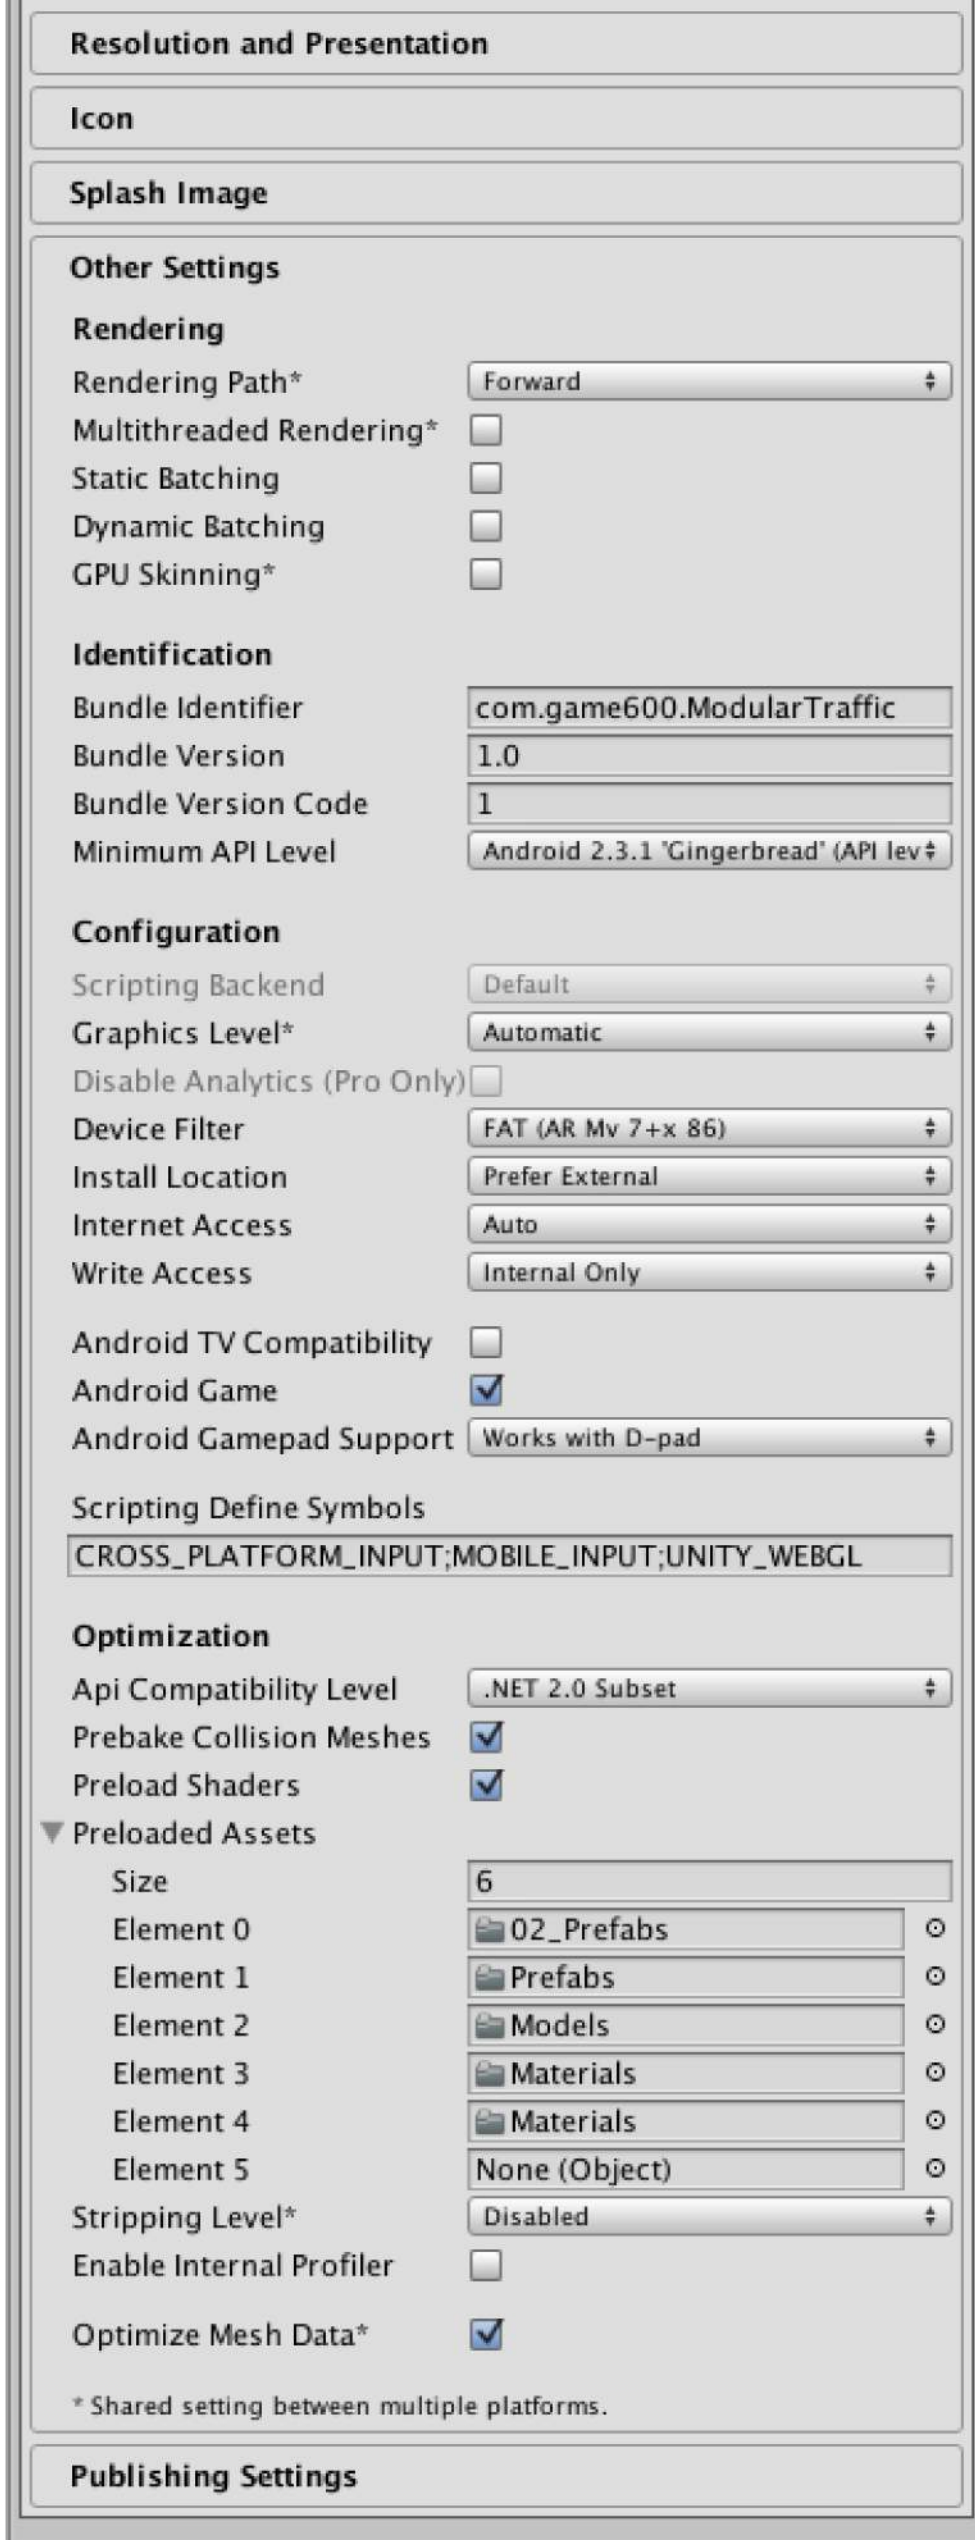 Resolution and Presentation
Icon
Splash Image
Other Settings
Rendering
Rendering Path* Forward
Multithreaded Rendering*
Static Batching
Dynamic Batching
GPU Skinning*
Identification
Bundle Identifier com.game600.ModularTraffic
Bundle Version 1.0
Bundle Version Code 1
Minimum API Level Android 2.3.1 'Gingerbread' (API lev
Configuration
Scripting Backend Default
Graphics Level* Automatic
Disable Analytics (Pro Only)
Device Filter FAT (AR Mv 7+x 86)
Install Location Prefer External
Internet Access Auto
Write Access Internal Only
Android TV Compatibility
Android Game
Android Gamepad Support Works with D-pad
Scripting Define Symbols
CROSS_PLATFORM_INPUT;MOBILE_INPUT;UNITY_WEBGL
Optimization
Api Compatibility Level .NET 2.0 Subset
Prebake Collision Meshes
Preload Shaders
Preloaded Assets
Size 6
Element 0 02_Prefabs
Element 1 Prefabs
Element 2 Models
Element 3 Materials
Element 4 Materials
Element 5 None (Object)
Stripping Level* Disabled
Enable Internal Profiler
Optimize Mesh Data*
* Shared setting between multiple platforms.
Publishing Settings